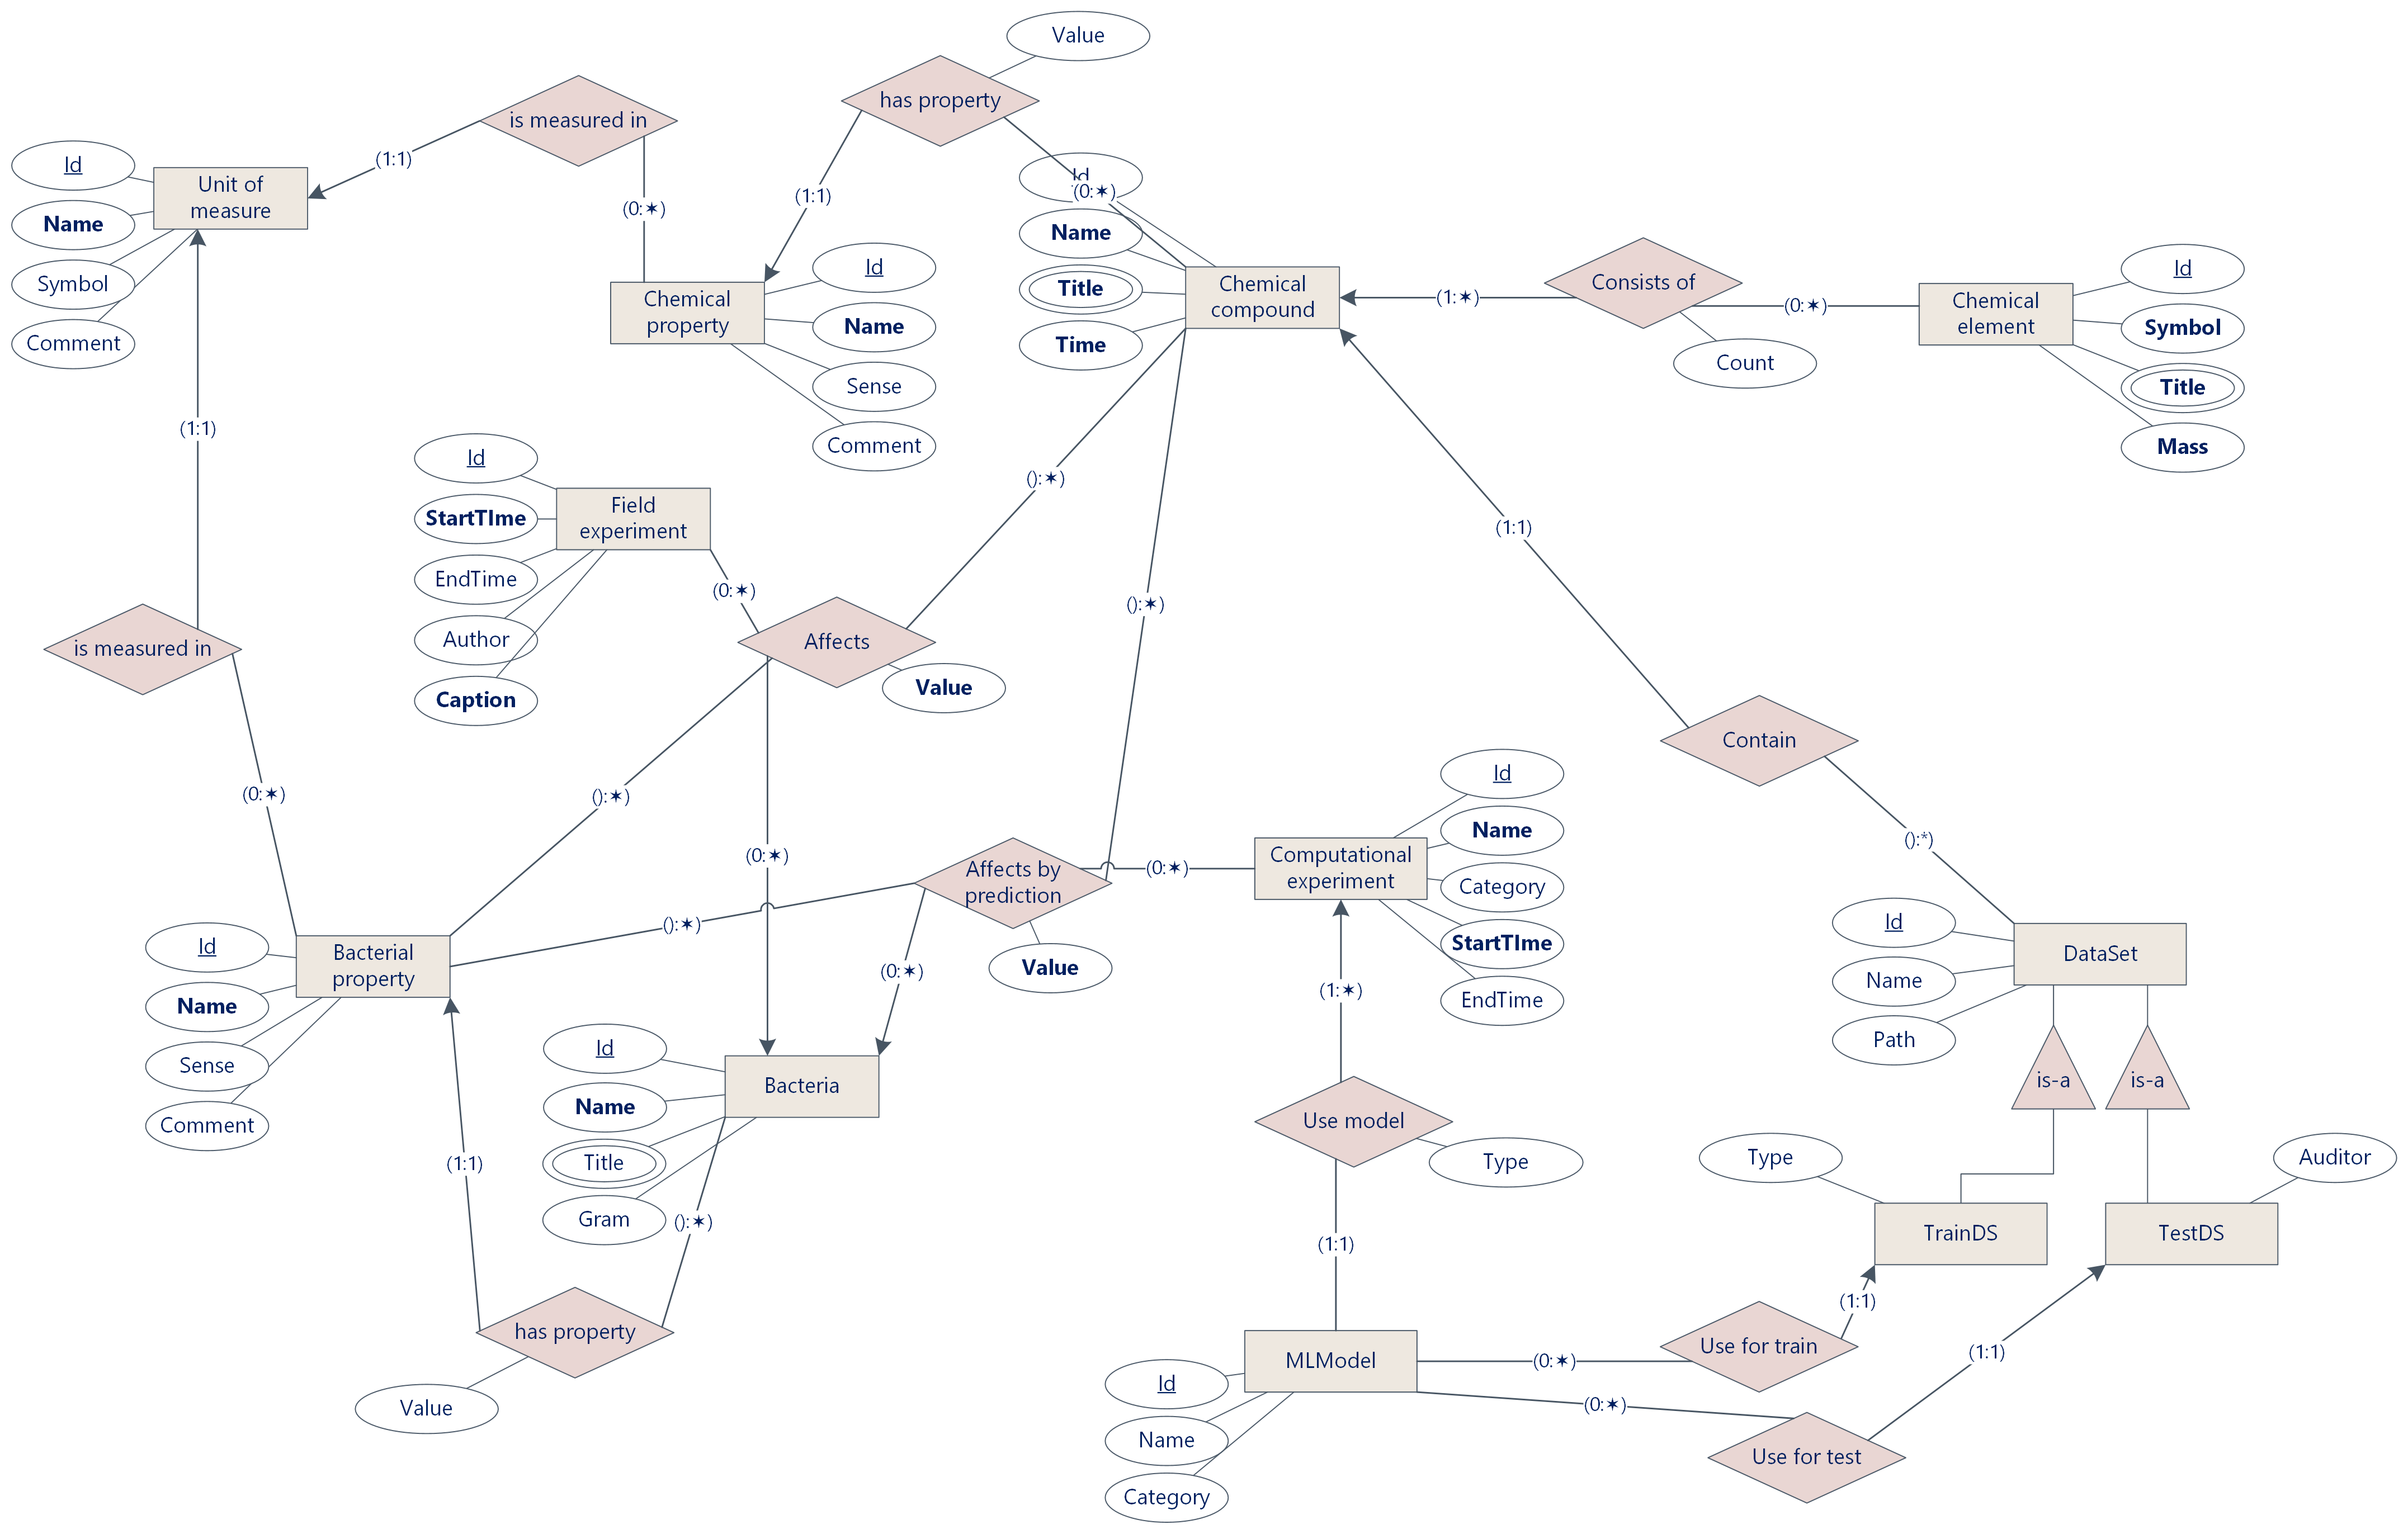 Value
has property
is measured in
(1:1)
(0:✶)
(1:1)
(0:✶)
Id
Name
Symbol
Comment
Unit of
measure
Id
Name
Title
Time
Chemical
compound
Id
Name
Sense
Comment
Chemical
property
(1:✶)
Consists of
Count
(0:✶)
Chemical
element
Id
Symbol
Title
Mass
(1:1)
Id
StartTIme
EndTime
Author
Caption
Field
experiment
(0:✶)
():✶)
():✶)
(1:1)
is measured in
Affects
Value
(0:✶)
():✶)
(0:✶)
Contain
():*)
Affects by
prediction
Value
():✶)
(0:✶)
(0:✶)
Computational
experiment
Id
Name
Category
StartTIme
EndTime
Bacterial
property
Id
Name
Sense
Comment
Bacteria
Id
Name
Title
Gram
(1:1)
():✶)
has property
Value
(1:✶)
Use model
Type
(1:1)
DataSet
Id
Name
Path
is-a
is-a
Type
Auditor
TrainDS
TestDS
MLModel
Id
Name
Category
(0:✶)
Use for train
(1:1)
(0:✶)
Use for test
(1:1)